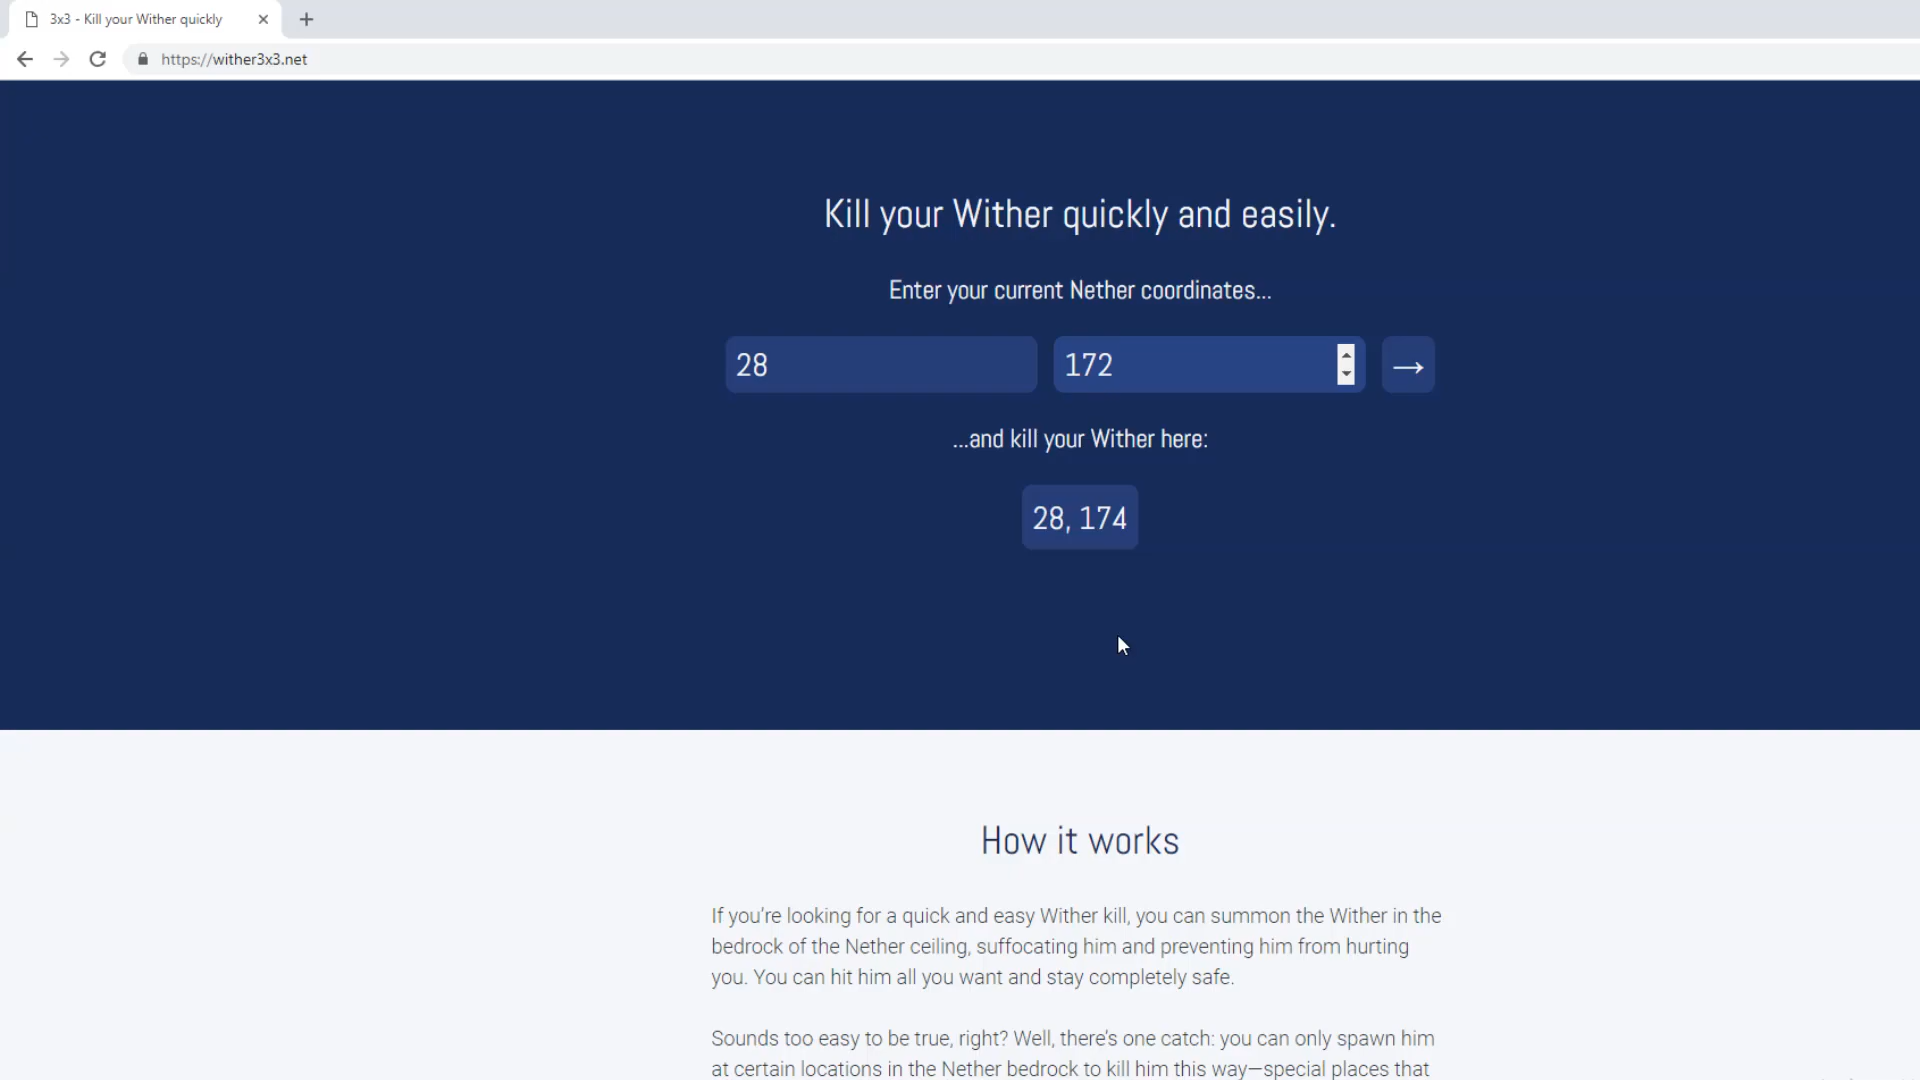 3x3 - Kill your Wither quickly
https://wither3x3.net
Kill your Wither quickly and easily.
Enter your current Nether coordinates...
28 172 →
...and kill your Wither here:
28, 174
How it works
If you’re looking for a quick and easy Wither kill, you can summon the Wither in the
bedrock of the Nether ceiling, suffocating him and preventing him from hurting
you. You can hit him all you want and stay completely safe.
Sounds too easy to be true, right? Well, there’s one catch: you can only spawn him
at certain locations in the Nether bedrock to kill him this way—special places that